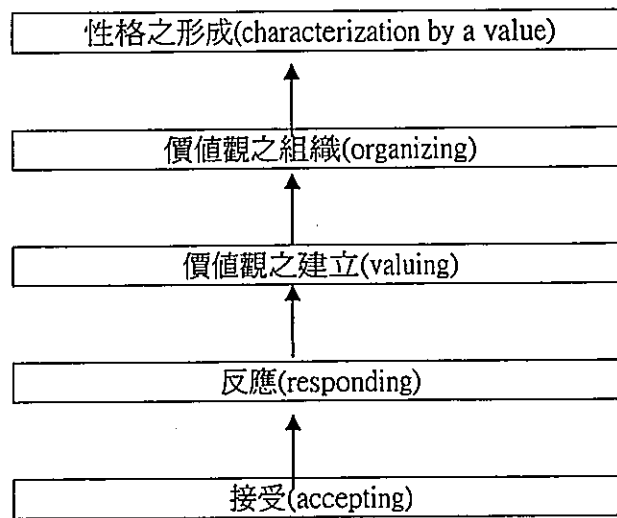 性格之形成(characterization by a value)
價值觀之組織(organizing)
價值觀之建立(valuing)
反應(responding)
接受(accepting)